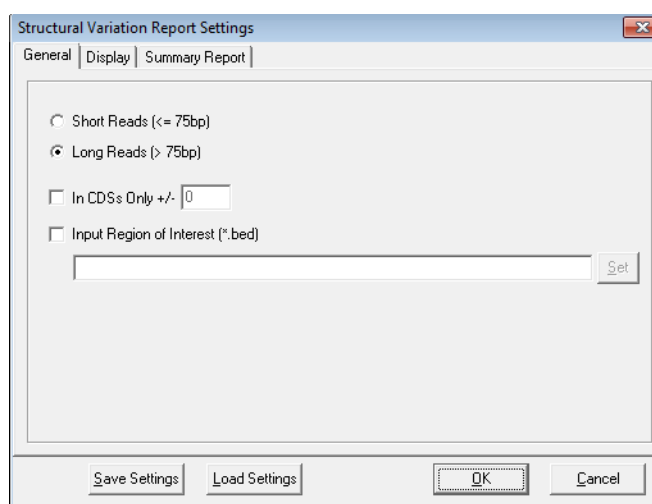 Structural Variation Report Settings
General Display Summary Report
Short Reads (<= 75bp)
Long Reads (> 75bp)
In CDSs Only +/- 0
Input Region of Interest (*.bed)
Set
Save Settings Load Settings OK Cancel